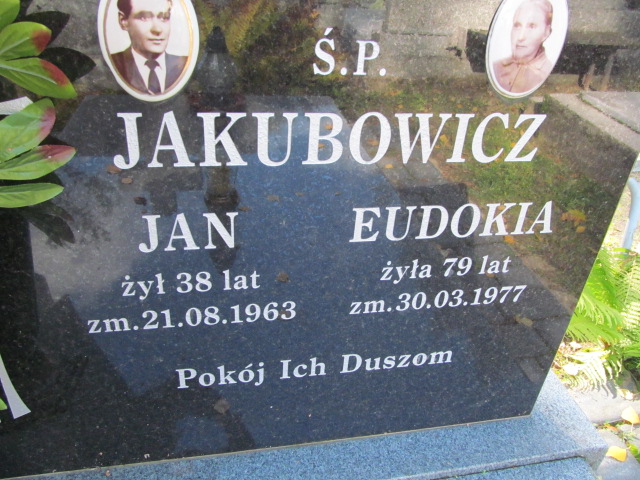 Ś.P.
JAKUBOWICZ
JAN
żył 38 lat
zm.21.08.1963
EUDOKIA
żyła 79 lat
zm.30.03.1977
Pokój Ich Duszom